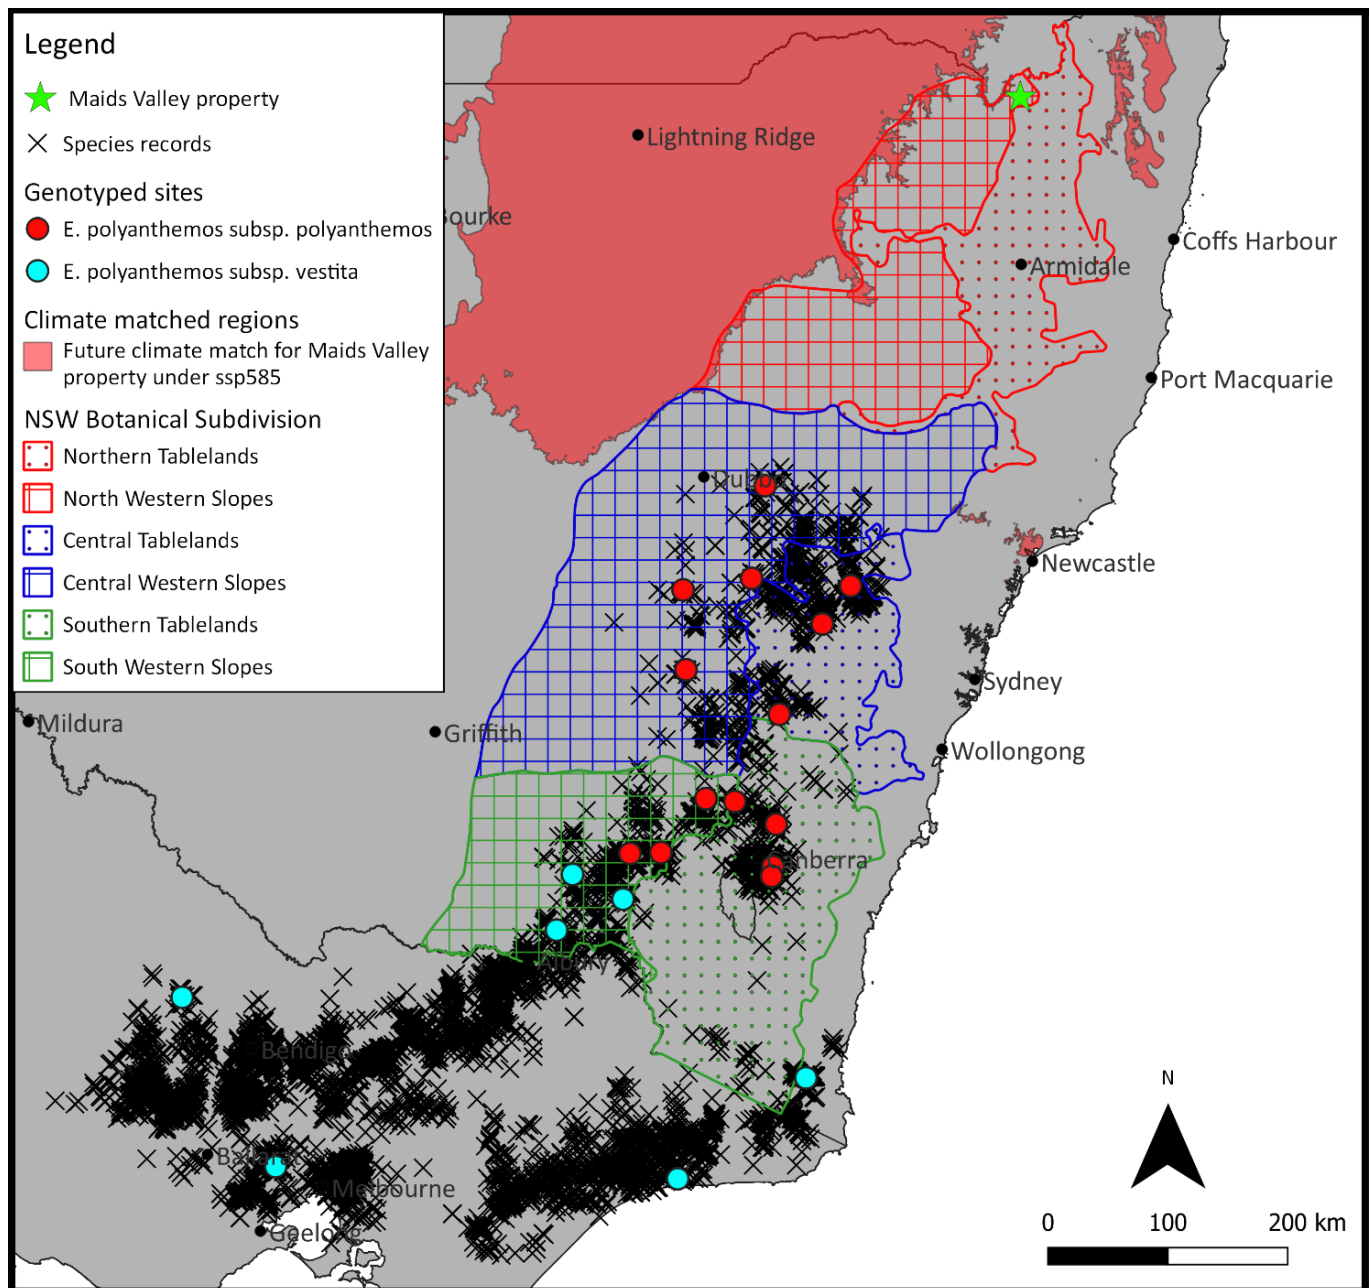 Legend
Maids Valley property
Species records
Genotyped sites
E. polyanthemos subsp. polyanthemos
E. polyanthemos subsp. vestita
Climate matched regions
Future climate match for Maids Valley
property under ssp585
NSW Botanical Subdivision
Northern Tablelands
North Western Slopes
Central Tablelands
Central Western Slopes
Southern Tablelands
South Western Slopes
Lightning Ridge
ourke
Coffs Harbour
Armidale
Port Macquarie
Dubbo
Newcastle
Sydney
Mildura
Griffith
Wollongong
Canberra
Albury
Bendigo
Ballarat
Melbourne
Geelong
N
0 100 200 km